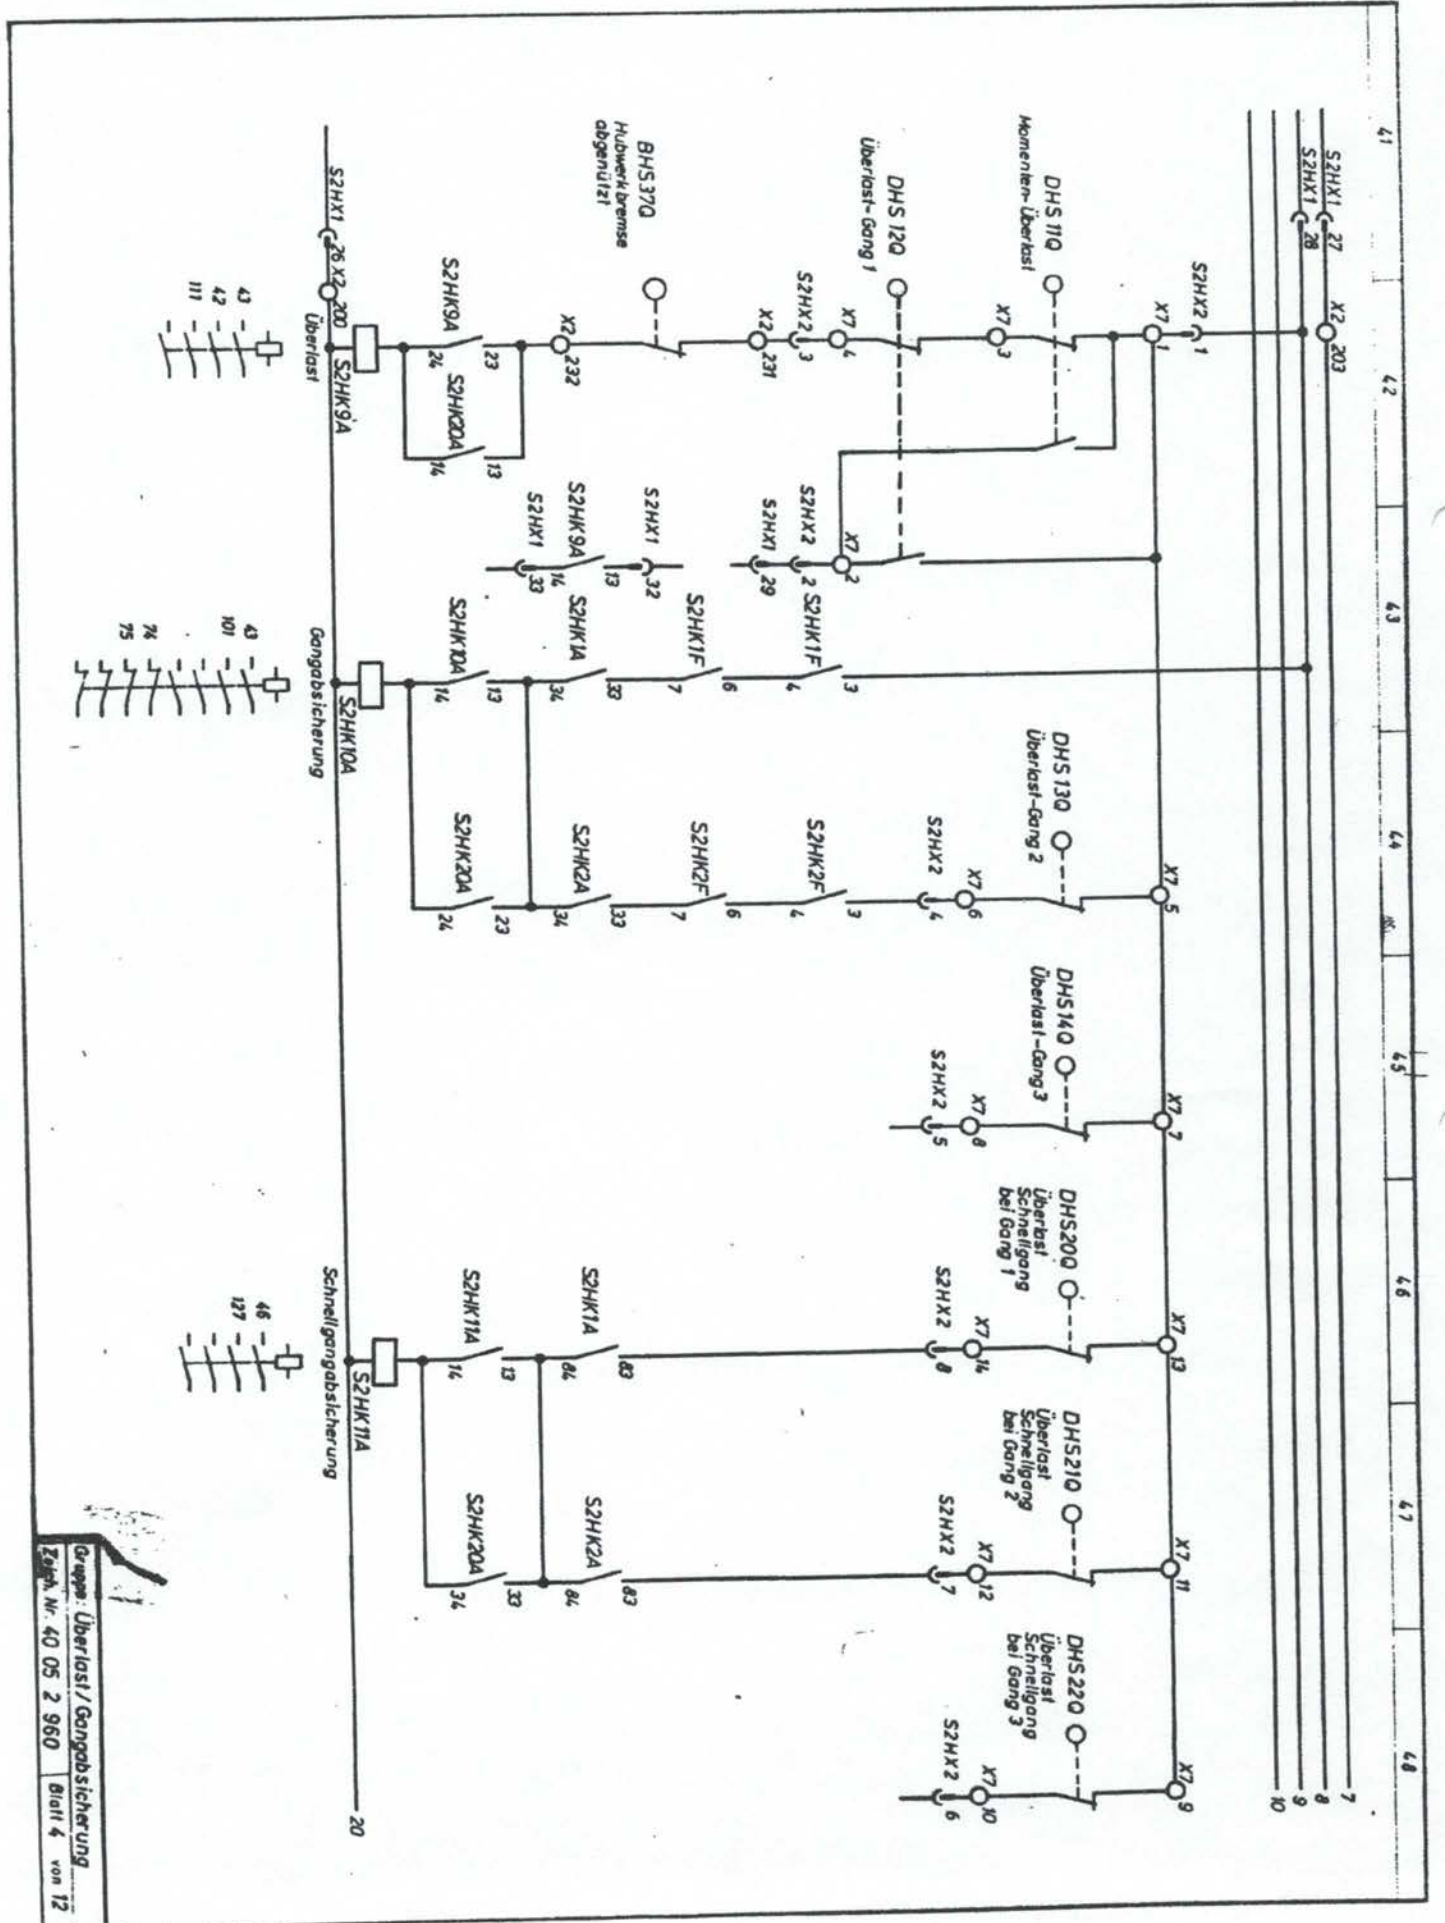 41
42
43
44
45
46
47
48
S2HX1 27
S2HX1 28
X2 203
7
8
9
10
S2HX2 1
X7 1
X7 5
X7 7
X7 13
X7 11
X7 9
DHS 11Q
Momenten-Überlast
X7 3
DHS 12Q
Überlast-Gang 1
X7 4
S2HX2 3
X2 231
BHS37Q
Hubwerkbremse
abgenützt
X2 232
S2HK9A
23
24
S2HK20A
13
14
S2HX1 26 X2 200
S2HK9A
Überlast
43
42
111
X7 2
S2HX2 2
S2HX1 29
S2HX1 32
S2HK9A
13
14
S2HX1 33
S2HK1F
3
4
S2HK1F
6
7
S2HK1A
33
34
S2HK10A
13
14
S2HK10A
Gangabsicherung
43
101
74
75
DHS13Q
Überlast-Gang 2
X7 6
S2HX2 4
S2HK2F
3
4
S2HK2F
6
7
S2HK2A
33
34
S2HK20A
23
24
DHS14Q
Überlast-Gang3
X7 8
S2HX2 5
DHS20Q
Überlast
Schnellgang
bei Gang 1
X7 14
S2HX2 8
S2HK1A
83
84
S2HK11A
13
14
S2HK11A
Schnellgangabsicherung
46
127
DHS21Q
Überlast
Schnellgang
bei Gang 2
X7 12
S2HX2 7
S2HK2A
83
84
S2HK20A
33
34
DHS22Q
Überlast
Schnellgang
bei Gang 3
X7 10
S2HX2 6
20
Gruppe: Überlast/Gangabsicherung
Zeich. Nr. 40 05 2 960 Blatt 4 von 12